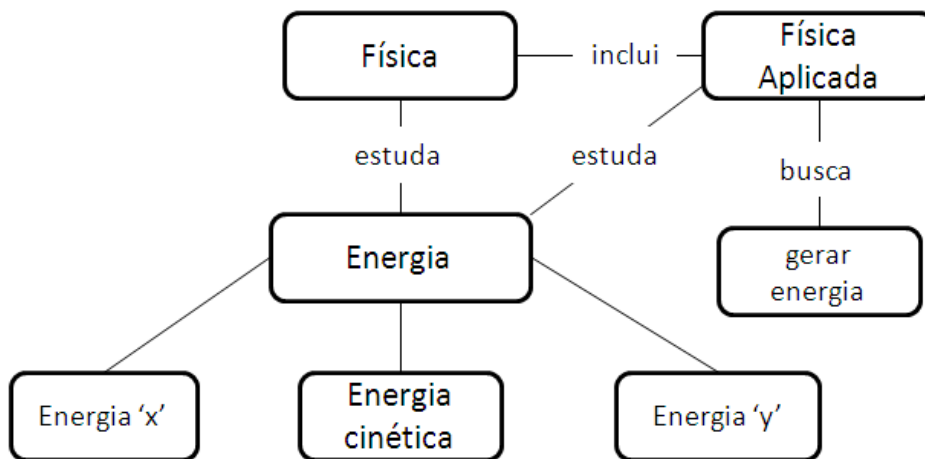 Física
inclui
Física
Aplicada
estuda
estuda
busca
Energia
gerar
energia
Energia ‘x’
Energia
cinética
Energia ‘y’